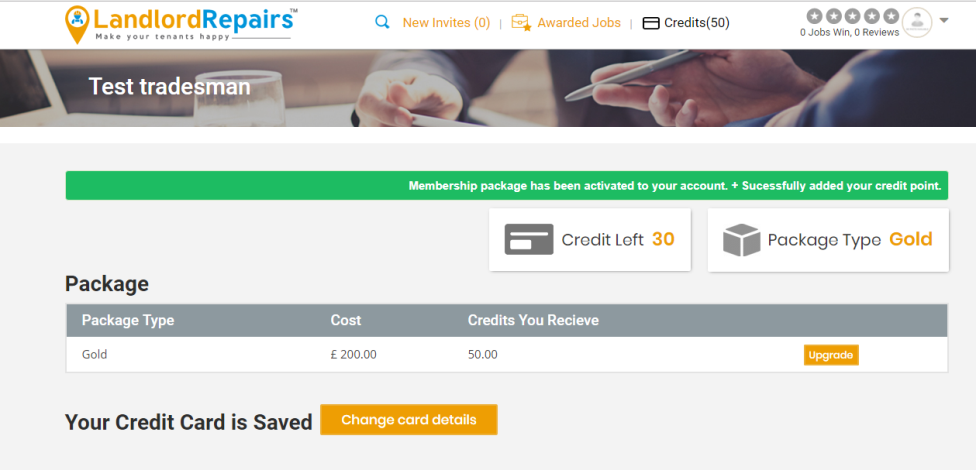 LandlordRepairs™
Make your tenants happy
New Invites (0) | Awarded Jobs | Credits(50)
0 Jobs Win, 0 Reviews
Test tradesman
Membership package has been activated to your account. + Sucessfully added your credit point.
Credit Left 30
Package Type Gold
Package
Package Type Cost Credits You Recieve
Gold £ 200.00 50.00 Upgrade
Your Credit Card is Saved Change card details